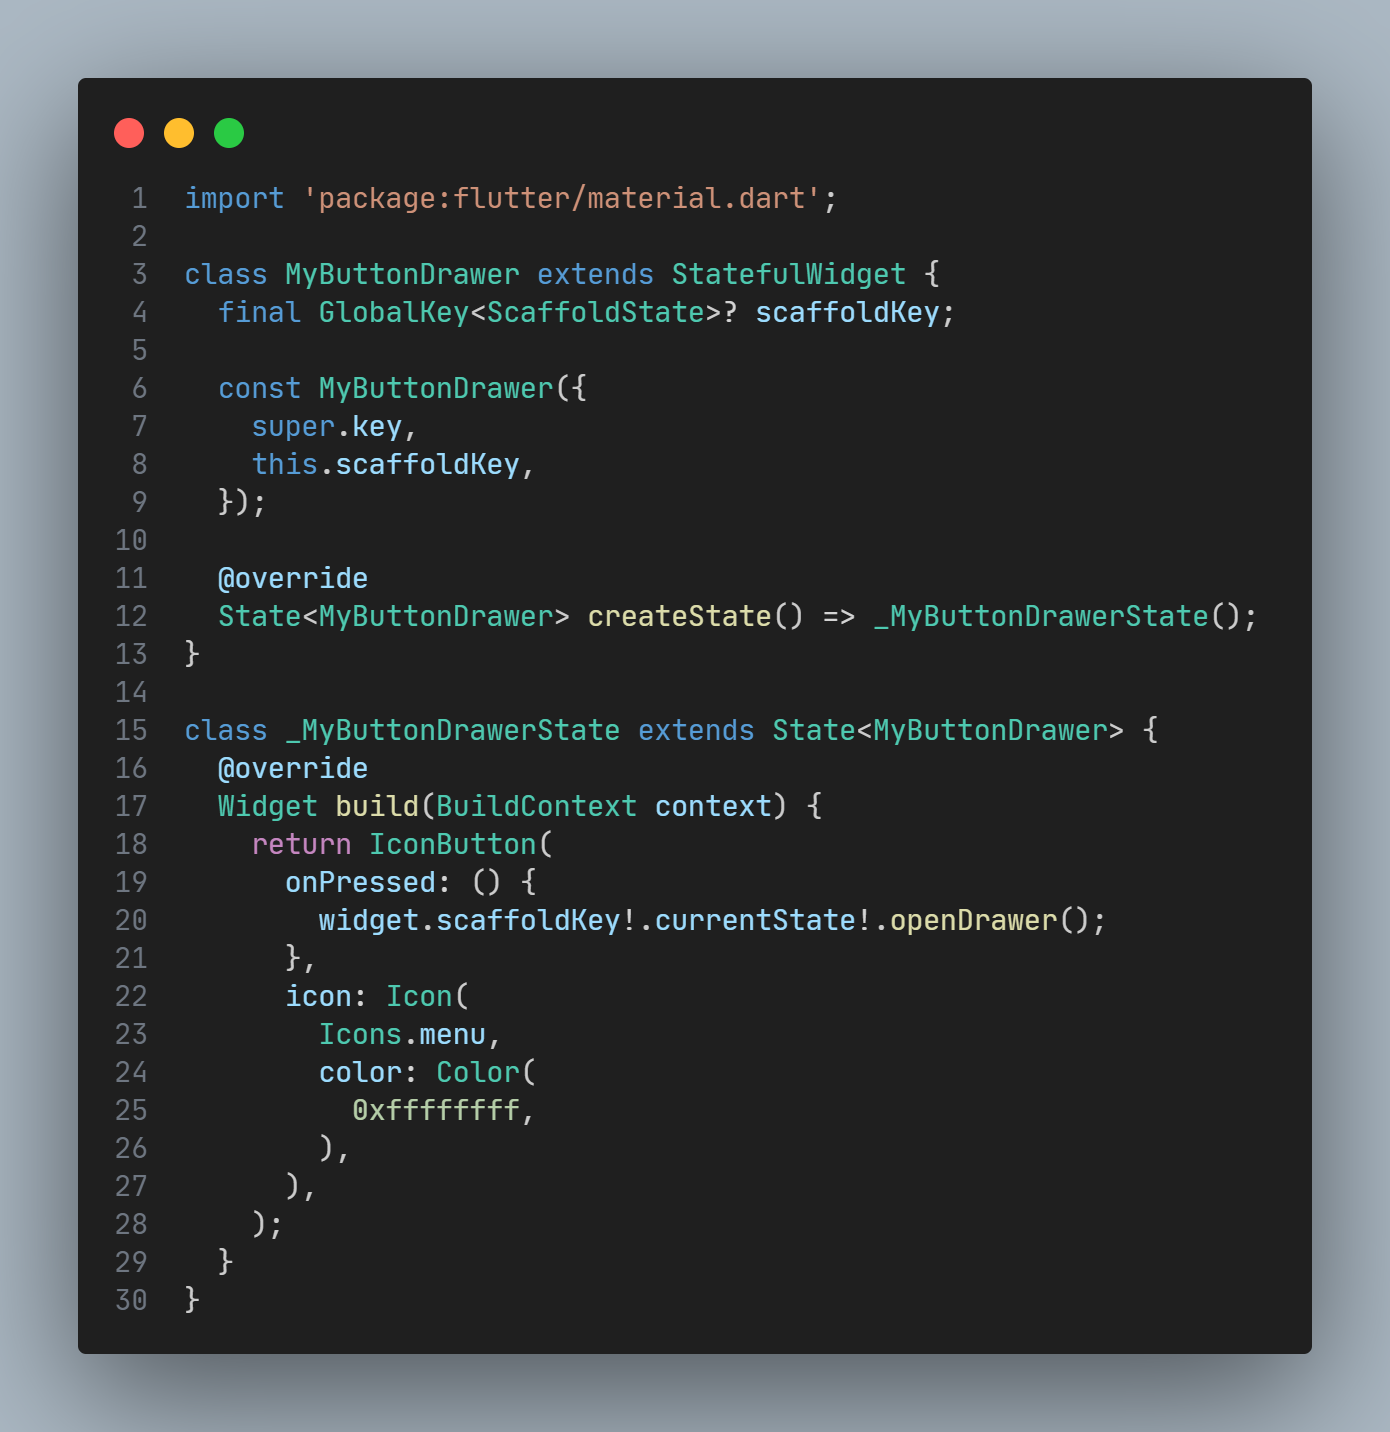 1 import 'package:flutter/material.dart';
2
3 class MyButtonDrawer extends StatefulWidget {
4   final GlobalKey<ScaffoldState>? scaffoldKey;
5
6   const MyButtonDrawer({
7     super.key,
8     this.scaffoldKey,
9   });
10
11   @override
12   State<MyButtonDrawer> createState() => _MyButtonDrawerState();
13 }
14
15 class _MyButtonDrawerState extends State<MyButtonDrawer> {
16   @override
17   Widget build(BuildContext context) {
18     return IconButton(
19       onPressed: () {
20         widget.scaffoldKey!.currentState!.openDrawer();
21       },
22       icon: Icon(
23         Icons.menu,
24         color: Color(
25           0xffffffff,
26         ),
27       ),
28     );
29   }
30 }